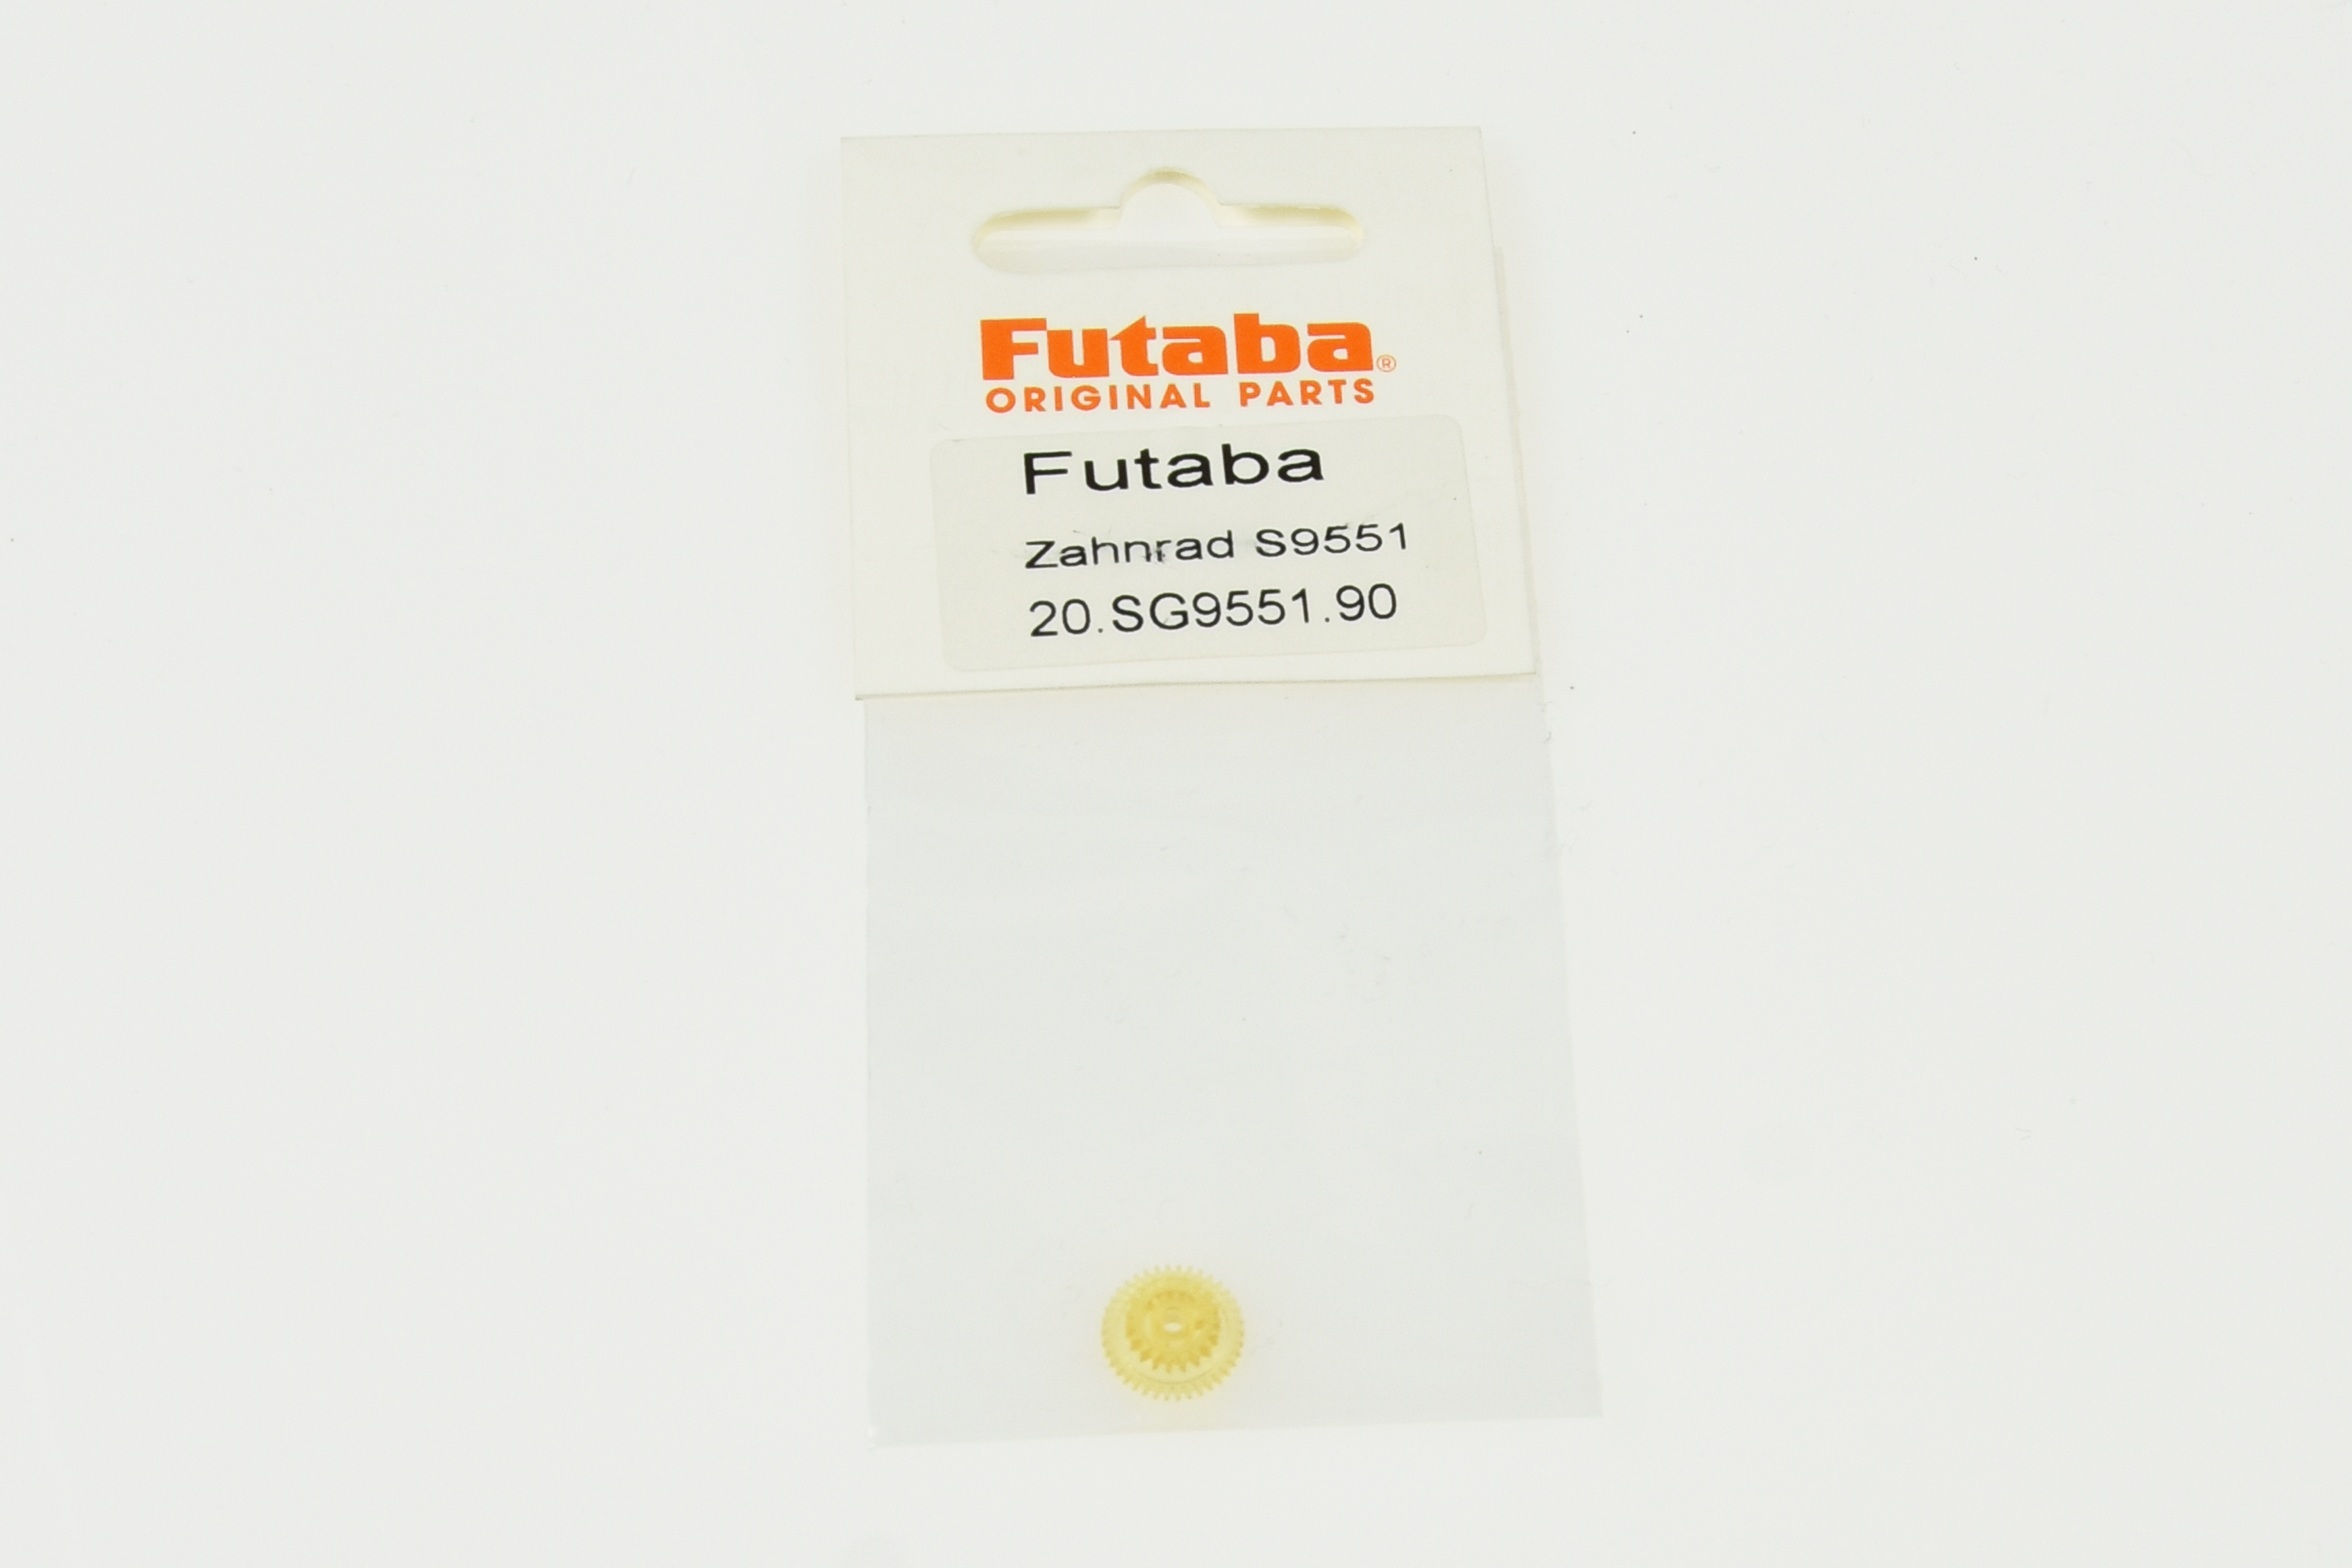 Futaba®
ORIGINAL PARTS
Futaba
Zahnrad S9551
20.SG9551.90